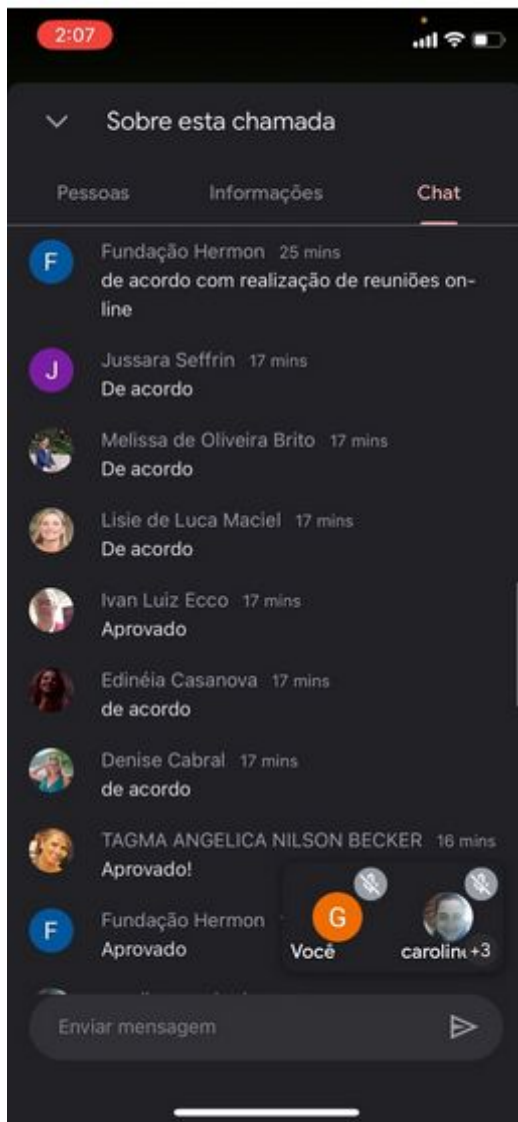 2:07
Sobre esta chamada
Pessoas Informações Chat
F
Fundação Hermon 25 mins
de acordo com realização de reuniões on-
line
J
Jussara Seffrin 17 mins
De acordo
Melissa de Oliveira Brito 17 mins
De acordo
Lisie de Luca Maciel 17 mins
De acordo
Ivan Luiz Ecco 17 mins
Aprovado
Edinéia Casanova 17 mins
de acordo
Denise Cabral 17 mins
de acordo
TAGMA ANGELICA NILSON BECKER 16 mins
Aprovado!
F
Fundação Hermon
Aprovado
G
Você
carolin +3
Enviar mensagem